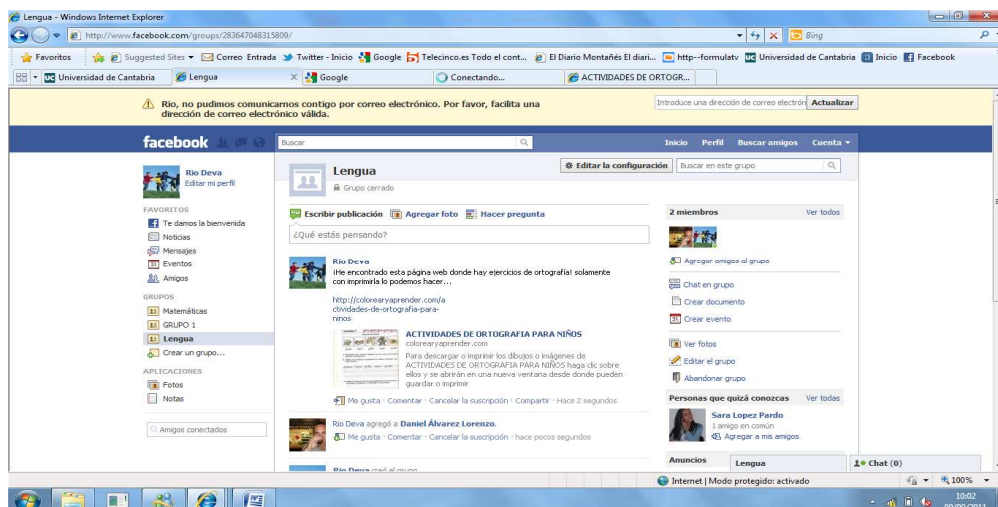 Lengua - Windows Internet Explorer
http://www.facebook.com/groups/283647048315809/
Bing
Favoritos Suggested Sites Correo Entrada Twitter - Inicio Google Telecinco.es Todo el cont... El Diario Montañés El diari... http--formulatv Universidad de Cantabria Inicio Facebook
UC Universidad de Cantabria Lengua Google Conectando... ACTIVIDADES DE ORTOGR...
Rio, no pudimos comunicarnos contigo por correo electrónico. Por favor, facilita una
dirección de correo electrónico válida.
Introduce una dirección de correo electrón Actualizar
facebook Buscar Inicio Perfil Buscar amigos Cuenta
Rio Deva
Editar mi perfil
FAVORITOS
Te damos la bienvenida
Noticias
Mensajes
Eventos
Amigos
GRUPOS
Matemáticas
GRUPO 1
Lengua
Crear un grupo...
APLICACIONES
Fotos
Notas
Amigos conectados
Lengua
Grupo cerrado
Editar la configuración
Buscar en este grupo
Escribir publicación Agregar foto Hacer pregunta
¿Qué estás pensando?
Rio Deva
¡He encontrado esta página web donde hay ejercicios de ortografía! solamente
con imprimirla lo podemos hacer...
http://colorearyaprender.com/a
ctividades-de-ortografia-para-
ninos
ACTIVIDADES DE ORTOGRAFIA PARA NIÑOS
colorearyaprender.com
Para descargar o imprimir los dibujos o imágenes de
ACTIVIDADES DE ORTOGRAFIA PARA NIÑOS haga clic sobre
ellos y se abrirán en una nueva ventana desde donde pueden
guardar o imprimir
Me gusta · Comentar · Cancelar la suscripción · Compartir · Hace 2 segundos
Rio Deva agregó a Daniel Álvarez Lorenzo.
Me gusta · Comentar · Cancelar la suscripción · hace pocos segundos
Rio Deva creó el grupo
2 miembros Ver todos
Agregar amigos al grupo
Chat en grupo
Crear documento
Crear evento
Ver fotos
Editar el grupo
Abandonar grupo
Personas que quizá conozcas Ver todas
Sara Lopez Pardo
1 amigo en común
Agregar a mis amigos
Anuncios
Lengua
Chat (0)
Internet | Modo protegido: activado
100%
10:02
09/09/2011